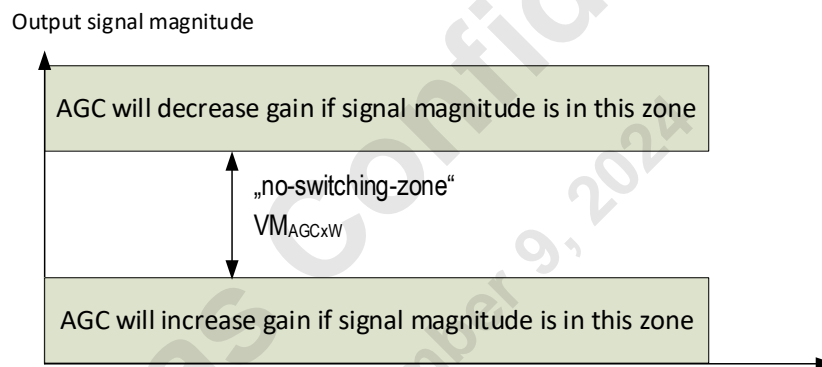 Output signal magnitude
AGC will decrease gain if signal magnitude is in this zone
„no-switching-zone“
VMAGCxW
AGC will increase gain if signal magnitude is in this zone